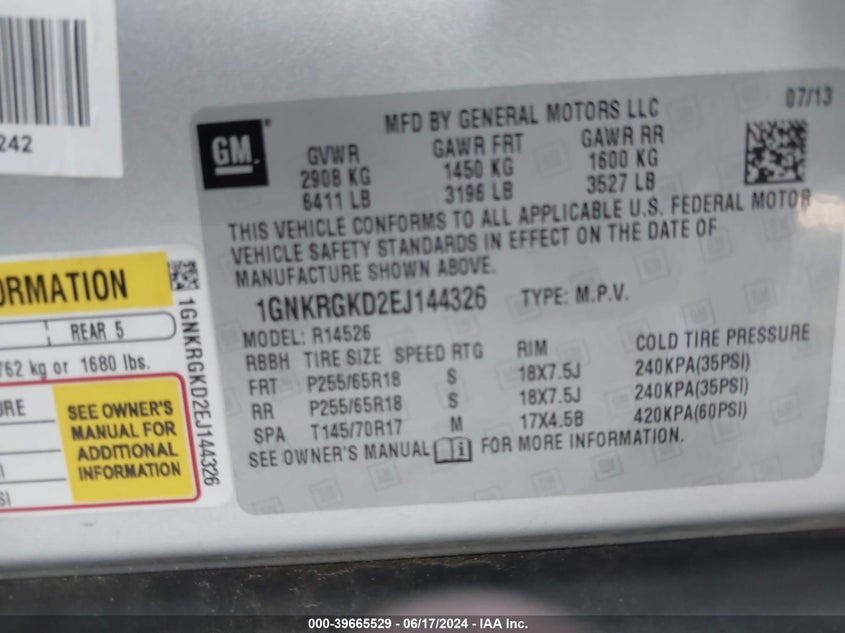 242
ORMATION
REAR 5
762 kg or 1680 lbs.
URE
SEE OWNER'S
MANUAL FOR
ADDITIONAL
INFORMATION
SI
1GNKRGKD2EJ144326
GM
MFD BY GENERAL MOTORS LLC 07/13
GVWR GAWR FRT GAWR RR
2908 KG 1450 KG 1600 KG
6411 LB 3196 LB 3527 LB
THIS VEHICLE CONFORMS TO ALL APPLICABLE U.S. FEDERAL MOTOR
VEHICLE SAFETY STANDARDS IN EFFECT ON THE DATE OF
MANUFACTURE SHOWN ABOVE.
1GNKRGKD2EJ144326 TYPE: M.P.V.
MODEL: R14526
RBBH TIRE SIZE SPEED RTG RIM COLD TIRE PRESSURE
FRT P255/65R18 S 18X7.5J 240KPA(35PSI)
RR P255/65R18 S 18X7.5J 240KPA(35PSI)
SPA T145/70R17 M 17X4.5B 420KPA(60PSI)
SEE OWNER'S MANUAL FOR MORE INFORMATION.
000-39665529 - 06/17/2024 - IAA Inc.